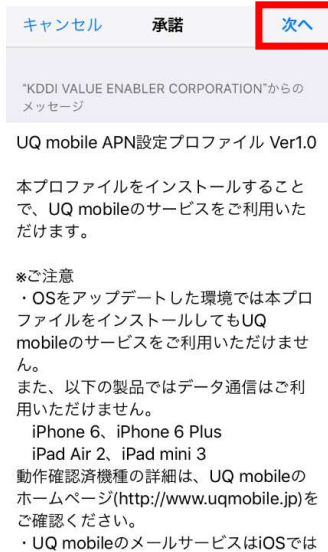 キャンセル 承諾 次へ
"KDDI VALUE ENABLER CORPORATION"からの
メッセージ
UQ mobile APN設定プロファイル Ver1.0
本プロファイルをインストールすること
で、UQ mobileのサービスをご利用いた
だけます。
※ご注意
・OSをアップデートした環境では本プロ
ファイルをインストールしてもUQ
mobileのサービスをご利用いただけませ
ん。
また、以下の製品ではデータ通信はご利
用いただけません。
iPhone 6、iPhone 6 Plus
iPad Air 2、iPad mini 3
動作確認済機種の詳細は、UQ mobileの
ホームページ(http://www.uqmobile.jp)を
ご確認ください。
・UQ mobileのメールサービスはiOSでは